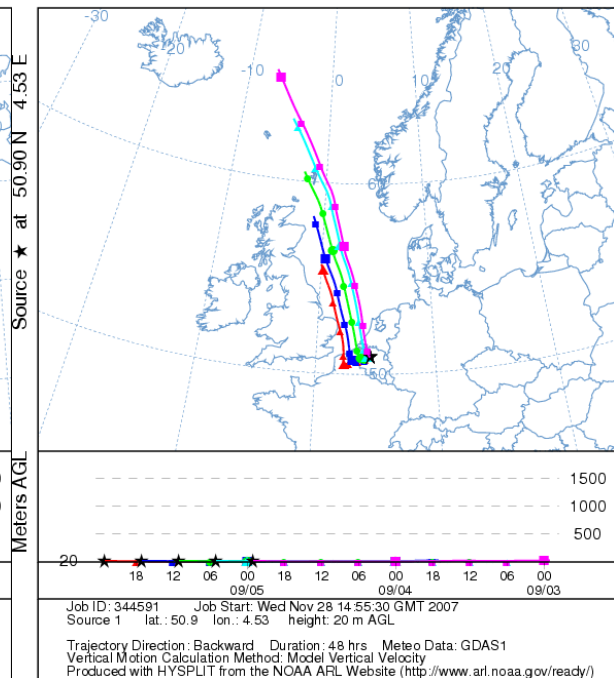 Source ★ at 50.90 N 4.53 E
-30
-20
-10
0
10
20
30
60
50
Meters AGL
1500
1000
500
20
18 12 06 00 18 12 06 00 18 12 06 00
09/05 09/04 09/03
Job ID: 344591 Job Start: Wed Nov 28 14:55:30 GMT 2007
Source 1 lat.: 50.9 lon.: 4.53 height: 20 m AGL
Trajectory Direction: Backward Duration: 48 hrs Meteo Data: GDAS1
Vertical Motion Calculation Method: Model Vertical Velocity
Produced with HYSPLIT from the NOAA ARL Website (http://www.arl.noaa.gov/ready/)